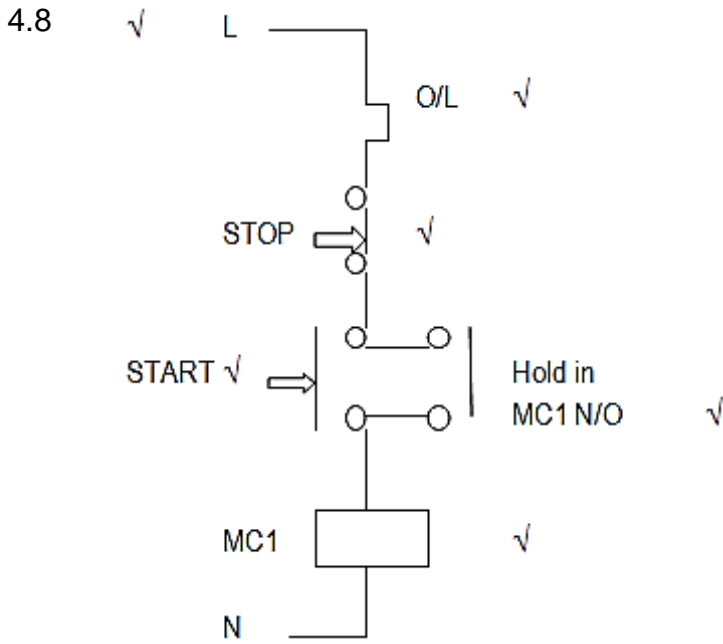 4.8 √ L
O/L √
STOP √
START √
Hold in
MC1 N/O √
MC1 √
N